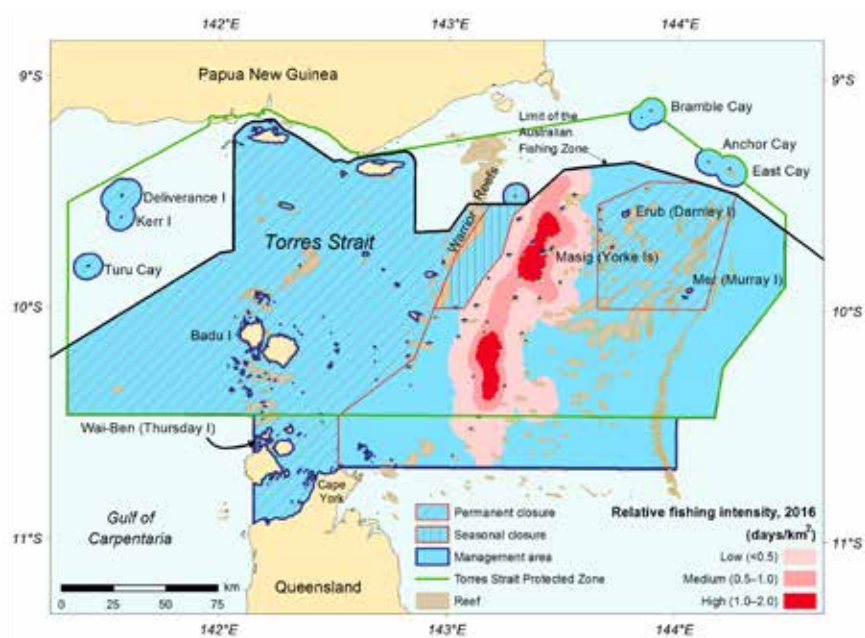 142°E
143°E
144°E
9°S
9°S
Papua New Guinea
Bramble Cay
Limit of the
Australian
Fishing Zone
Anchor Cay
East Cay
Deliverance I
Kerr I
Warrior Reefs
Erub (Darnley I)
Torres Strait
Masig (Yorke Is)
Turu Cay
Mer (Murray I)
10°S
10°S
Badu I
Wai-Ben (Thursday I)
Cape
York
Gulf of
Carpentaria
Permanent closure
Seasonal closure
Management area
Torres Strait Protected Zone
Reef
Relative fishing intensity, 2016
(days/km²)
Low (<0.5)
Medium (0.5–1.0)
High (1.0–2.0)
11°S
11°S
Queensland
km
0 25 50 75
142°E
143°E
144°E